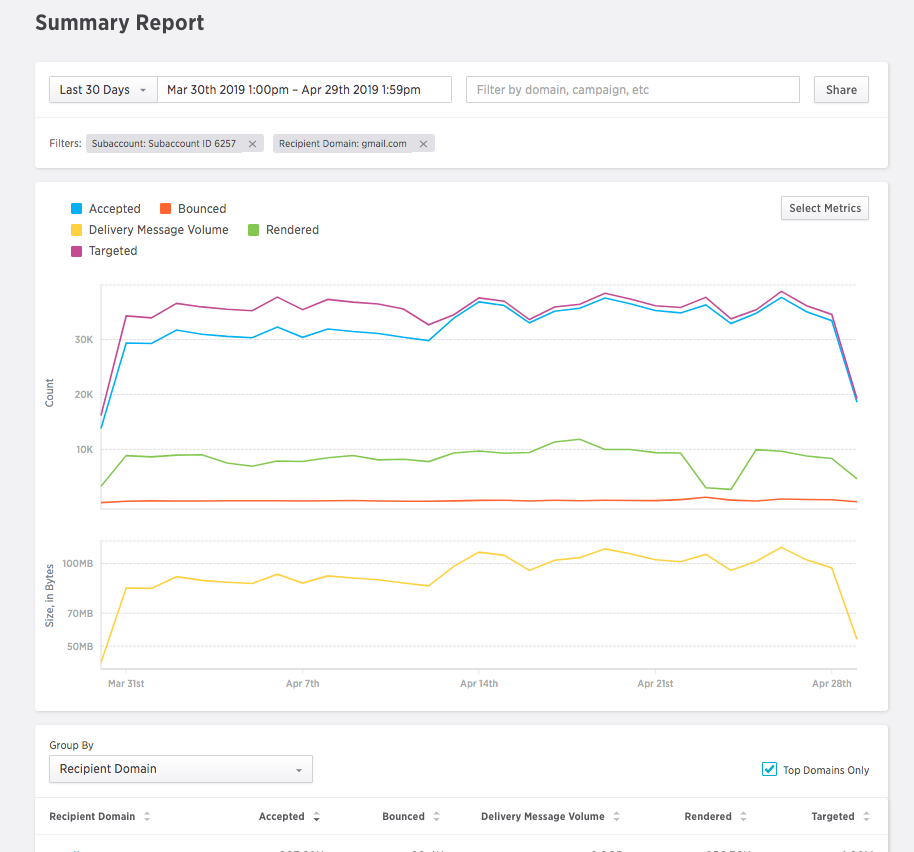 Summary Report
Last 30 Days Mar 30th 2019 1:00pm – Apr 29th 2019 1:59pm Filter by domain, campaign, etc Share
Filters: Subaccount: Subaccount ID 6257 × Recipient Domain: gmail.com ×
Accepted Bounced Select Metrics
Delivery Message Volume Rendered
Targeted
30K
Count
20K
10K
100MB
Size, in Bytes
70MB
50MB
Mar 31st Apr 7th Apr 14th Apr 21st Apr 28th
Group By
Recipient Domain Top Domains Only
Recipient Domain Accepted Bounced Delivery Message Volume Rendered Targeted